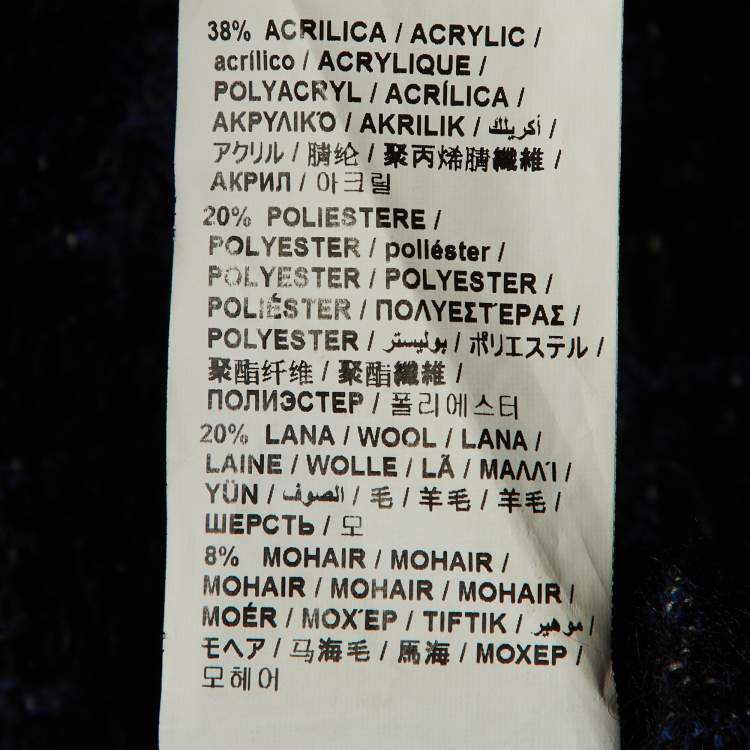 38% ACRILICA / ACRYLIC /
acrílico / ACRYLIQUE /
POLYACRYL / ACRÍLICA /
ΑΚΡΥΛΙΚΌ / AKRILIK / أكريلك /
アクリル / 腈纶 / 聚丙烯腈纖維 /
АКРИЛ / 아크릴
20% POLIESTERE /
POLYESTER / poliéster /
POLYESTER / POLYESTER /
POLIÉSTER / ΠΟΛΥΕΣΤΈΡΑΣ /
POLYESTER / بوليستر / ポリエステル /
聚酯纤维 / 聚酯纖維 /
ПОЛИЭСТЕР / 폴리에스터
20% LANA / WOOL / LANA /
LAINE / WOLLE / LÃ / ΜΑΛΛΊ /
YÜN / الصوف / 毛 / 羊毛 / 羊毛 /
ШЕРСТЬ / 모
8% MOHAIR / MOHAIR /
MOHAIR / MOHAIR / MOHAIR /
MOÉR / ΜΟΧΈΡ / TIFTIK / موهير /
モヘア / 马海毛 / 馬海 / МОХЕР /
모헤어